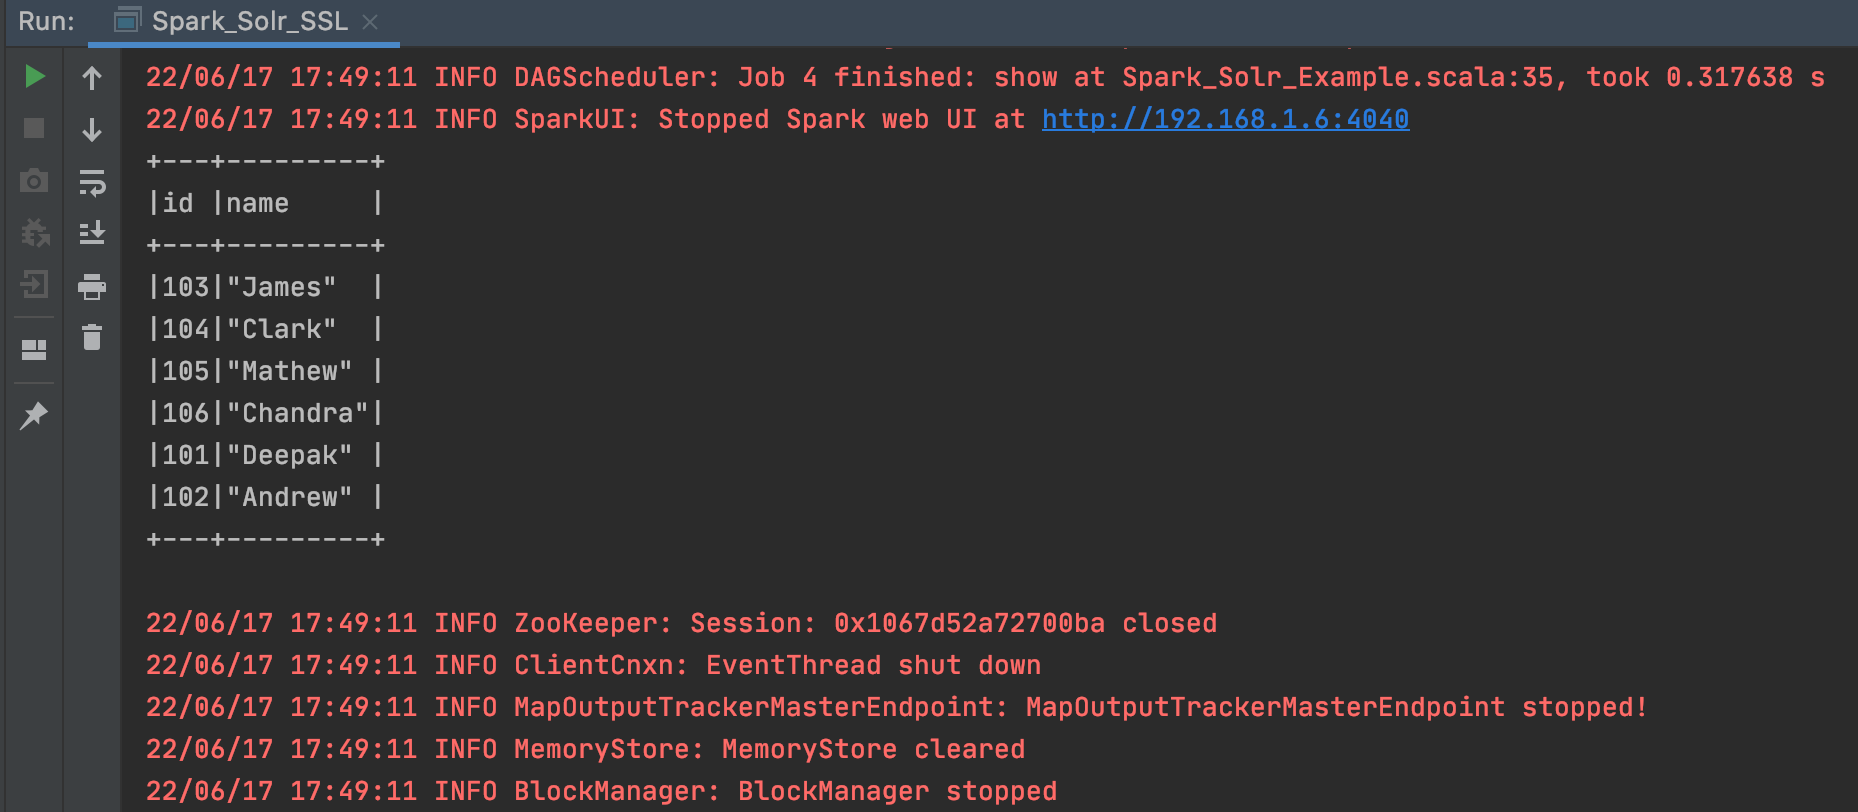 Run: Spark_Solr_SSL
22/06/17 17:49:11 INFO DAGScheduler: Job 4 finished: show at Spark_Solr_Example.scala:35, took 0.317638 s
22/06/17 17:49:11 INFO SparkUI: Stopped Spark web UI at http://192.168.1.6:4040
+---+---------+
|id |name     |
+---+---------+
|103|"James"  |
|104|"Clark"  |
|105|"Mathew" |
|106|"Chandra"|
|101|"Deepak" |
|102|"Andrew" |
+---+---------+
22/06/17 17:49:11 INFO ZooKeeper: Session: 0x1067d52a72700ba closed
22/06/17 17:49:11 INFO ClientCnxn: EventThread shut down
22/06/17 17:49:11 INFO MapOutputTrackerMasterEndpoint: MapOutputTrackerMasterEndpoint stopped!
22/06/17 17:49:11 INFO MemoryStore: MemoryStore cleared
22/06/17 17:49:11 INFO BlockManager: BlockManager stopped